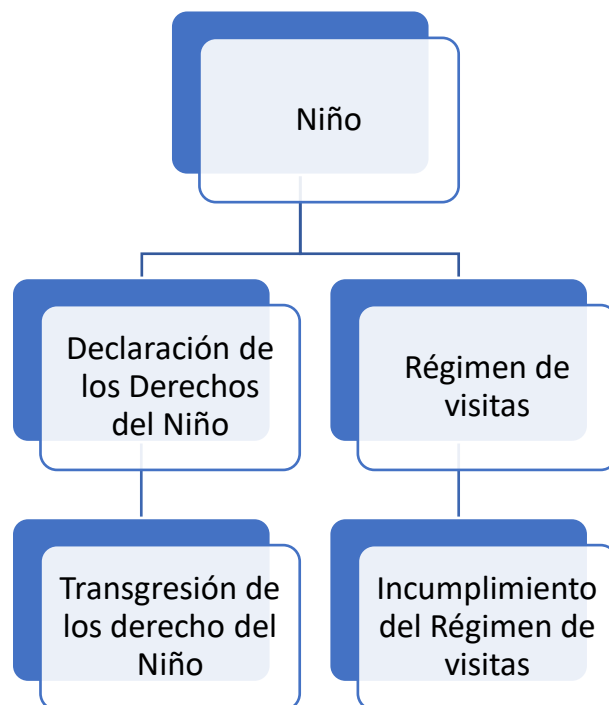 Niño
Declaración de
los Derechos
del Niño
Régimen de
visitas
Transgresión de
los derecho del
Niño
Incumplimiento
del Régimen de
visitas